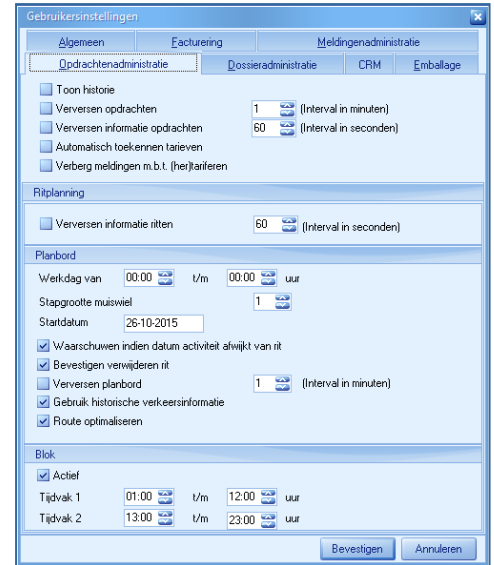 Gebruikersinstellingen
Algemeen Facturering Meldingenadministratie
Opdrachtenadministratie Dossieradministratie CRM Emballage
Toon historie
Verversen opdrachten 1 (Interval in minuten)
Verversen informatie opdrachten 60 (Interval in seconden)
Automatisch toekennen tarieven
Verberg meldingen m.b.t. (her)tariferen
Ritplanning
Verversen informatie ritten 60 (Interval in seconden)
Planbord
Werkdag van 00:00 t/m 00:00 uur
Stapgrootte muiswiel 1
Startdatum 26-10-2015
Waarschuwen indien datum activiteit afwijkt van rit
Bevestigen verwijderen rit
Verversen planbord 1 (Interval in minuten)
Gebruik historische verkeersinformatie
Route optimaliseren
Blok
Actief
Tijdvak 1 01:00 t/m 12:00 uur
Tijdvak 2 13:00 t/m 23:00 uur
Bevestigen Annuleren